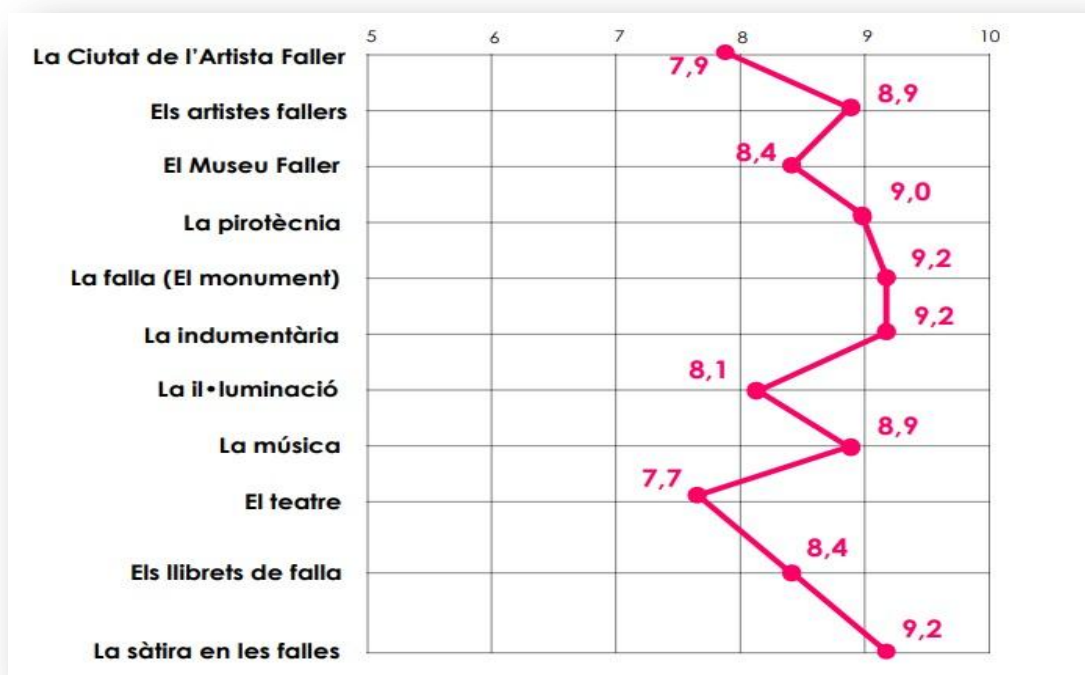 5 6 7 8 9 10
La Ciutat de l'Artista Faller
7,9
Els artistes fallers
8,9
El Museu Faller
8,4
La pirotècnia
9,0
La falla (El monument)
9,2
La indumentària
9,2
La il•luminació
8,1
La música
8,9
El teatre
7,7
Els llibrets de falla
8,4
La sàtira en les falles
9,2